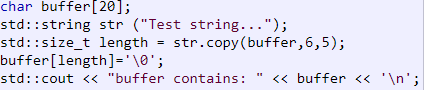 char buffer[20];
std::string str ("Test string...");
std::size_t length = str.copy(buffer,6,5);
buffer[length]='\0';
std::cout << "buffer contains: " << buffer << '\n';